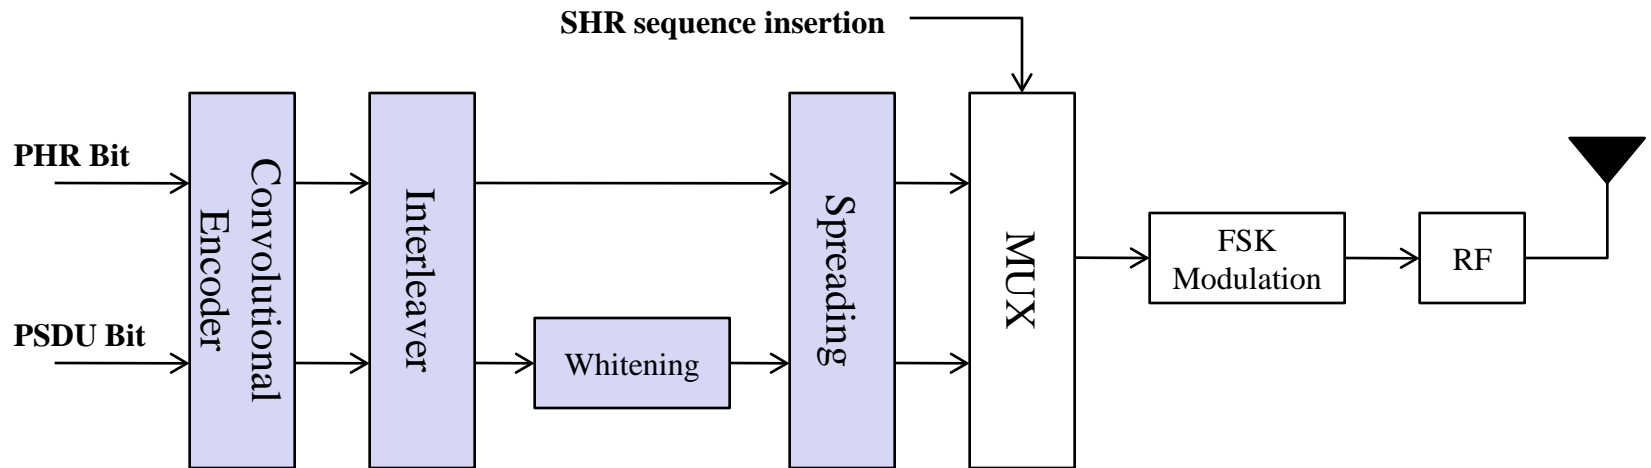 SHR sequence insertion
PHR Bit
PSDU Bit
Convolutional
Encoder
Interleaver
Whitening
Spreading
MUX
FSK
Modulation
RF